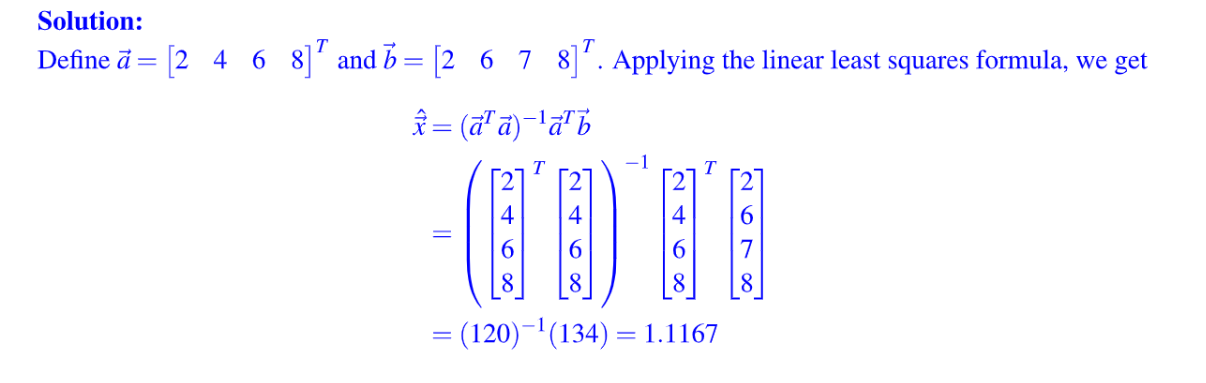 Solution:
Define $\vec{a} = \begin{bmatrix} 2 & 4 & 6 & 8 \end{bmatrix}^T$ and $\vec{b} = \begin{bmatrix} 2 & 6 & 7 & 8 \end{bmatrix}^T$. Applying the linear least squares formula, we get
$\hat{\vec{x}} = (\vec{a}^T \vec{a})^{-1} \vec{a}^T \vec{b}$
$= \left( \begin{bmatrix} 2 \\ 4 \\ 6 \\ 8 \end{bmatrix}^T \begin{bmatrix} 2 \\ 4 \\ 6 \\ 8 \end{bmatrix} \right)^{-1} \begin{bmatrix} 2 \\ 4 \\ 6 \\ 8 \end{bmatrix}^T \begin{bmatrix} 2 \\ 6 \\ 7 \\ 8 \end{bmatrix}$
$= (120)^{-1}(134) = 1.1167$